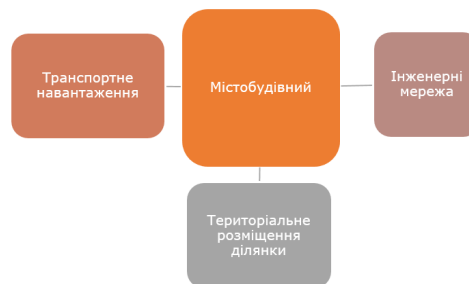 Транспортне
навантаження
Містобудівний
Інженерні
мережа
Територіальне
розміщення
ділянки